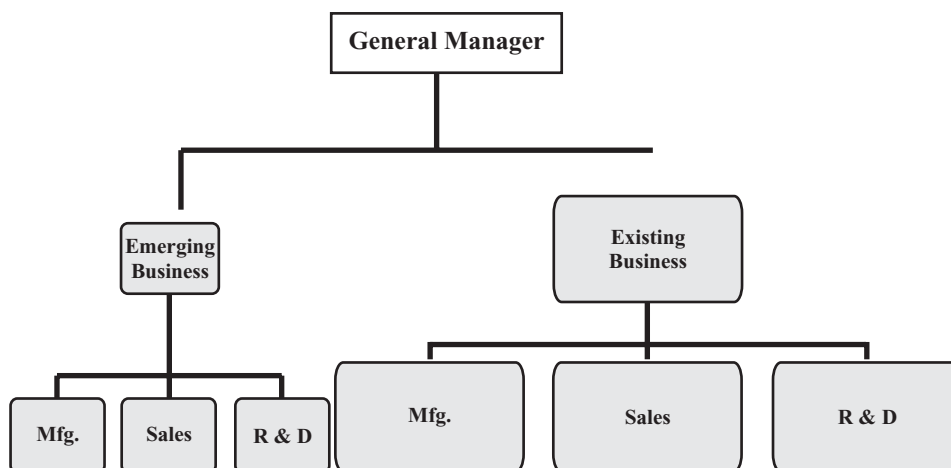 General Manager
Emerging
Business
Existing
Business
Mfg.
Sales
R & D
Mfg.
Sales
R & D